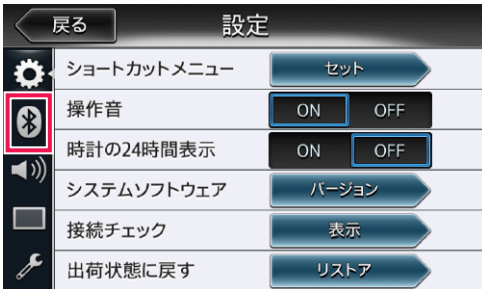 戻る
設定
ショートカットメニュー セット
操作音 ON OFF
時計の24時間表示 ON OFF
システムソフトウェア バージョン
接続チェック 表示
出荷状態に戻す リストア